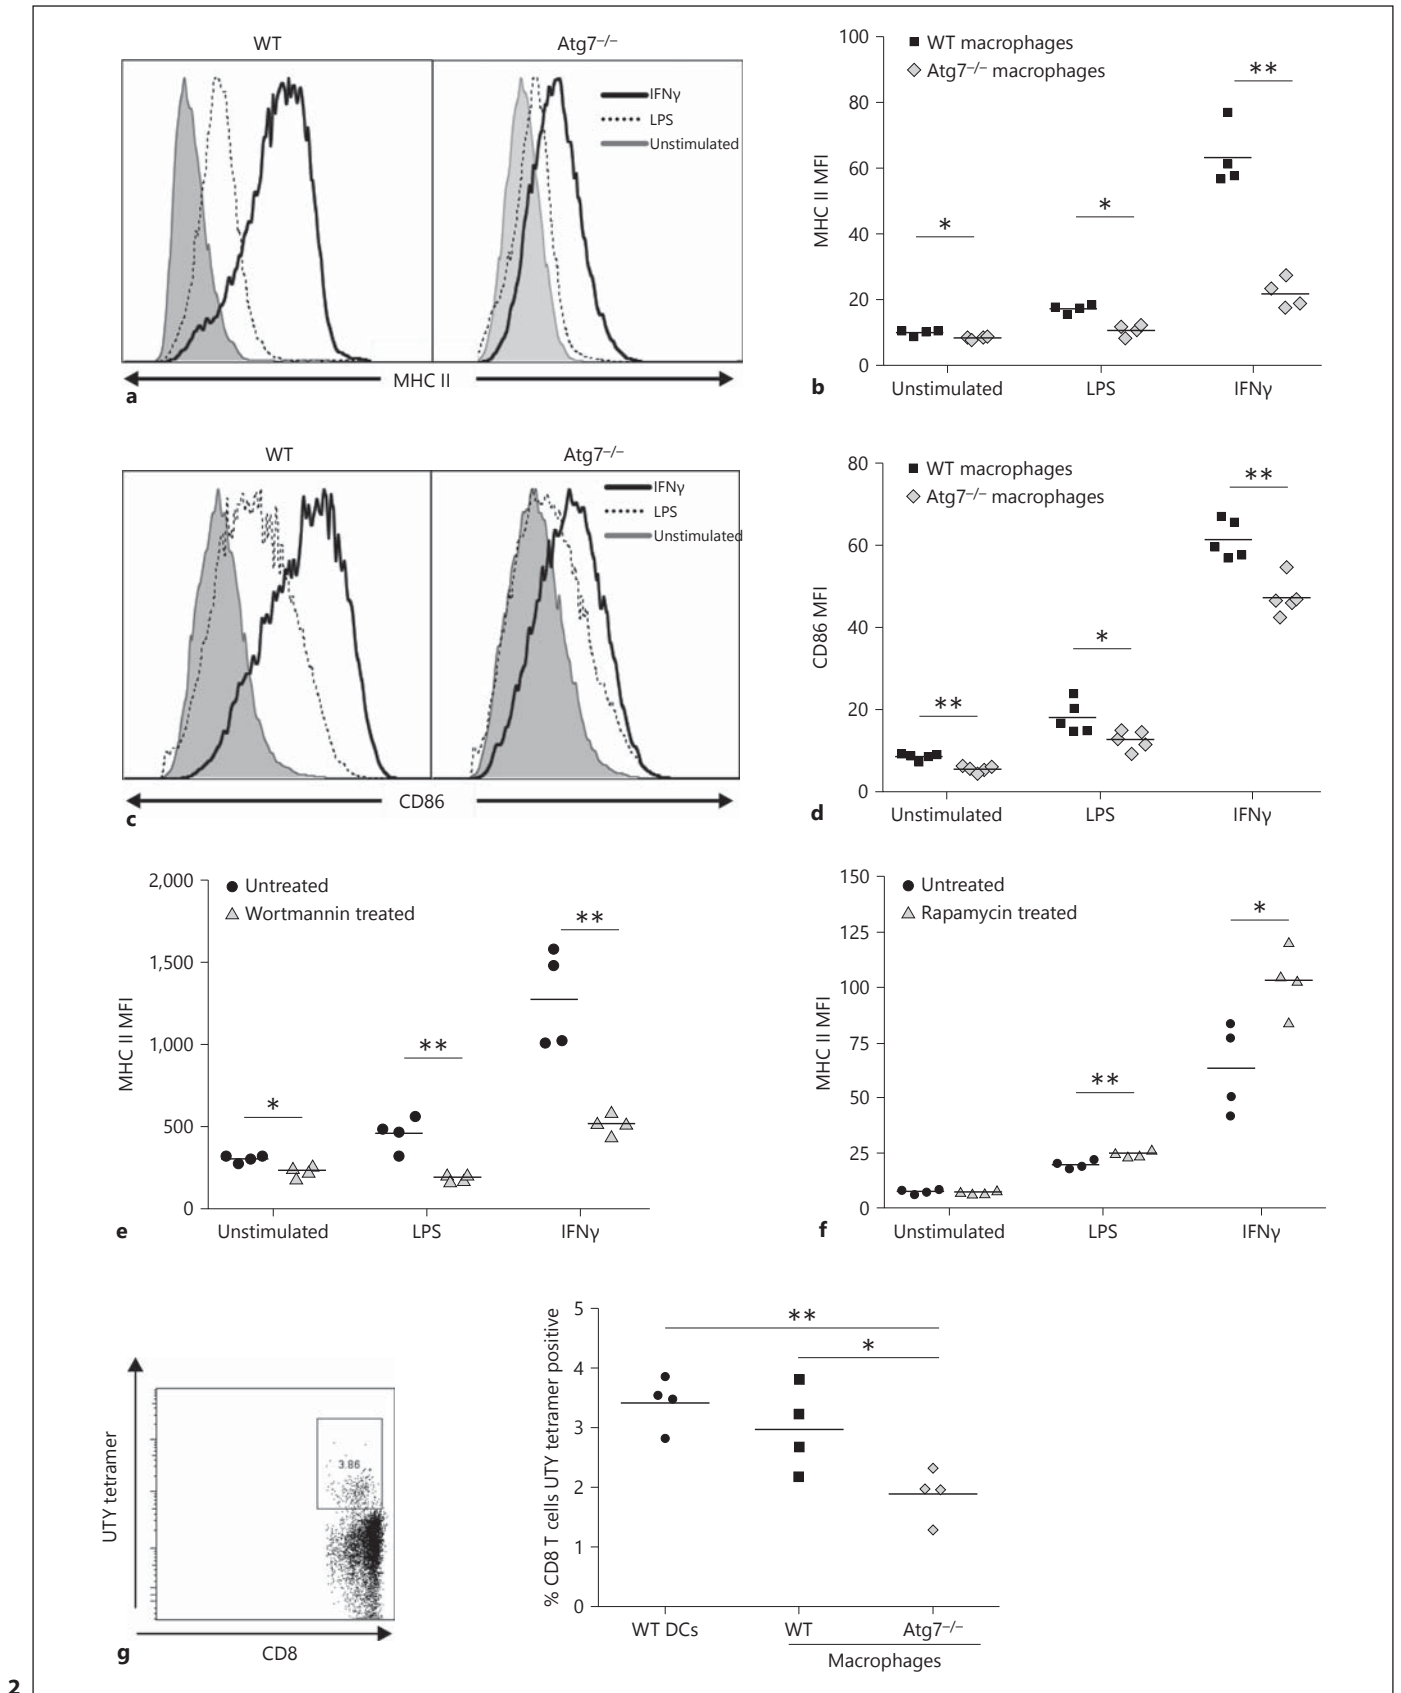 WT
Atg7–/–
IFNγ
LPS
Unstimulated
MHC II
a
100
80
60
40
20
0
MHC II MFI
WT macrophages
Atg7–/– macrophages
*
*
**
Unstimulated
LPS
IFNγ
b
WT
Atg7–/–
IFNγ
LPS
Unstimulated
CD86
c
80
60
40
20
0
CD86 MFI
WT macrophages
Atg7–/– macrophages
**
*
**
Unstimulated
LPS
IFNγ
d
2,000
1,500
1,000
500
0
MHC II MFI
Untreated
Wortmannin treated
*
**
**
Unstimulated
LPS
IFNγ
e
150
125
100
75
50
25
0
MHC II MFI
Untreated
Rapamycin treated
**
*
Unstimulated
LPS
IFNγ
f
UTY tetramer
3.86
CD8
g
5
4
3
2
1
0
% CD8 T cells UTY tetramer positive
**
*
WT DCs
WT
Atg7–/–
Macrophages
2